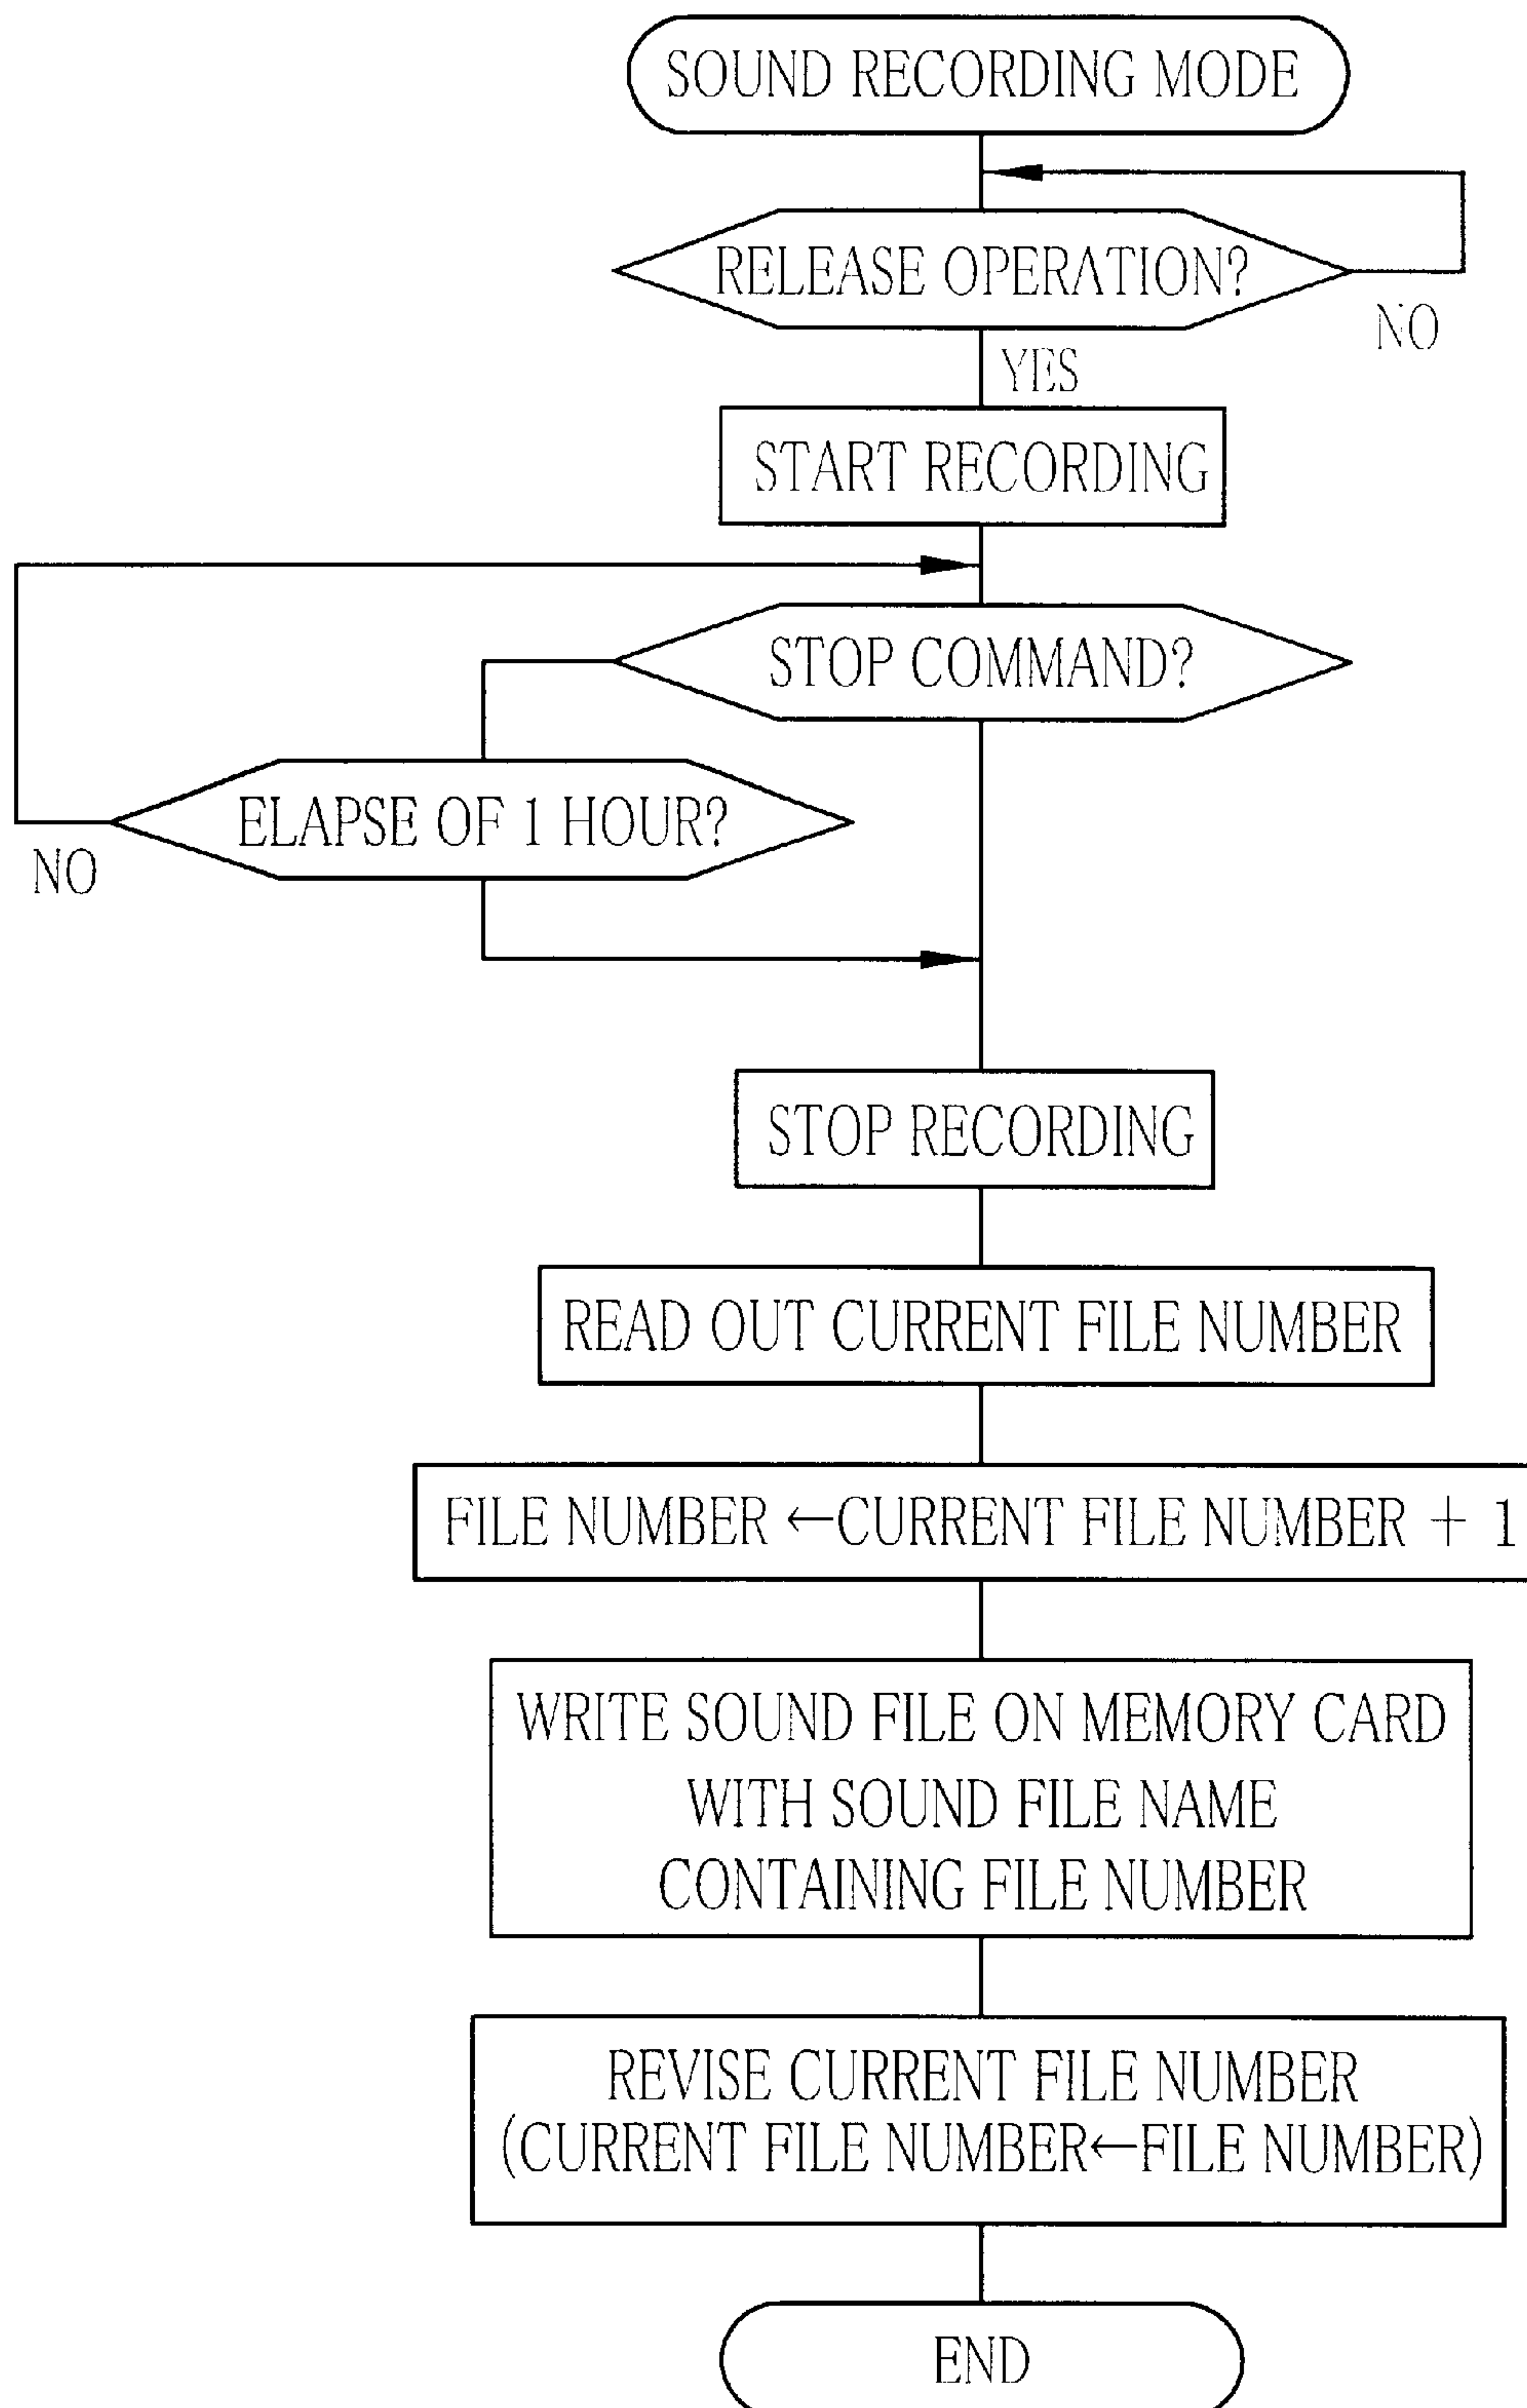 SOUND RECORDING MODE
RELEASE OPERATION?
NO
YES
START RECORDING
STOP COMMAND?
ELAPSE OF 1 HOUR?
NO
STOP RECORDING
READ OUT CURRENT FILE NUMBER
FILE NUMBER ←CURRENT FILE NUMBER + 1
WRITE SOUND FILE ON MEMORY CARD
WITH SOUND FILE NAME
CONTAINING FILE NUMBER
REVISE CURRENT FILE NUMBER
(CURRENT FILE NUMBER←FILE NUMBER)
END